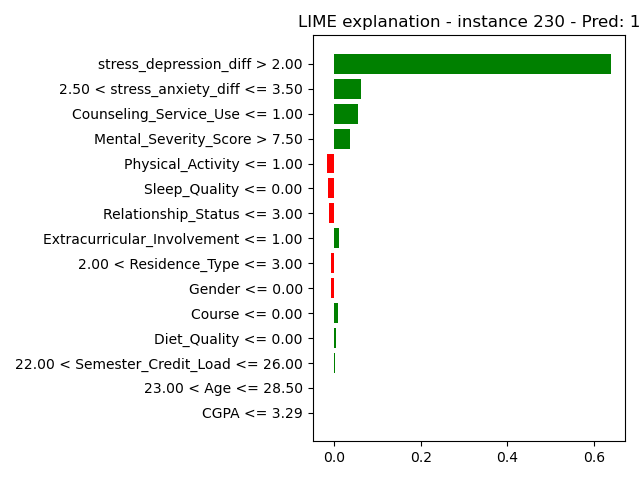 LIME explanation - instance 230 - Pred: 1
stress_depression_diff > 2.00
2.50 < stress_anxiety_diff <= 3.50
Counseling_Service_Use <= 1.00
Mental_Severity_Score > 7.50
Physical_Activity <= 1.00
Sleep_Quality <= 0.00
Relationship_Status <= 3.00
Extracurricular_Involvement <= 1.00
2.00 < Residence_Type <= 3.00
Gender <= 0.00
Course <= 0.00
Diet_Quality <= 0.00
22.00 < Semester_Credit_Load <= 26.00
23.00 < Age <= 28.50
CGPA <= 3.29
0.0 0.2 0.4 0.6